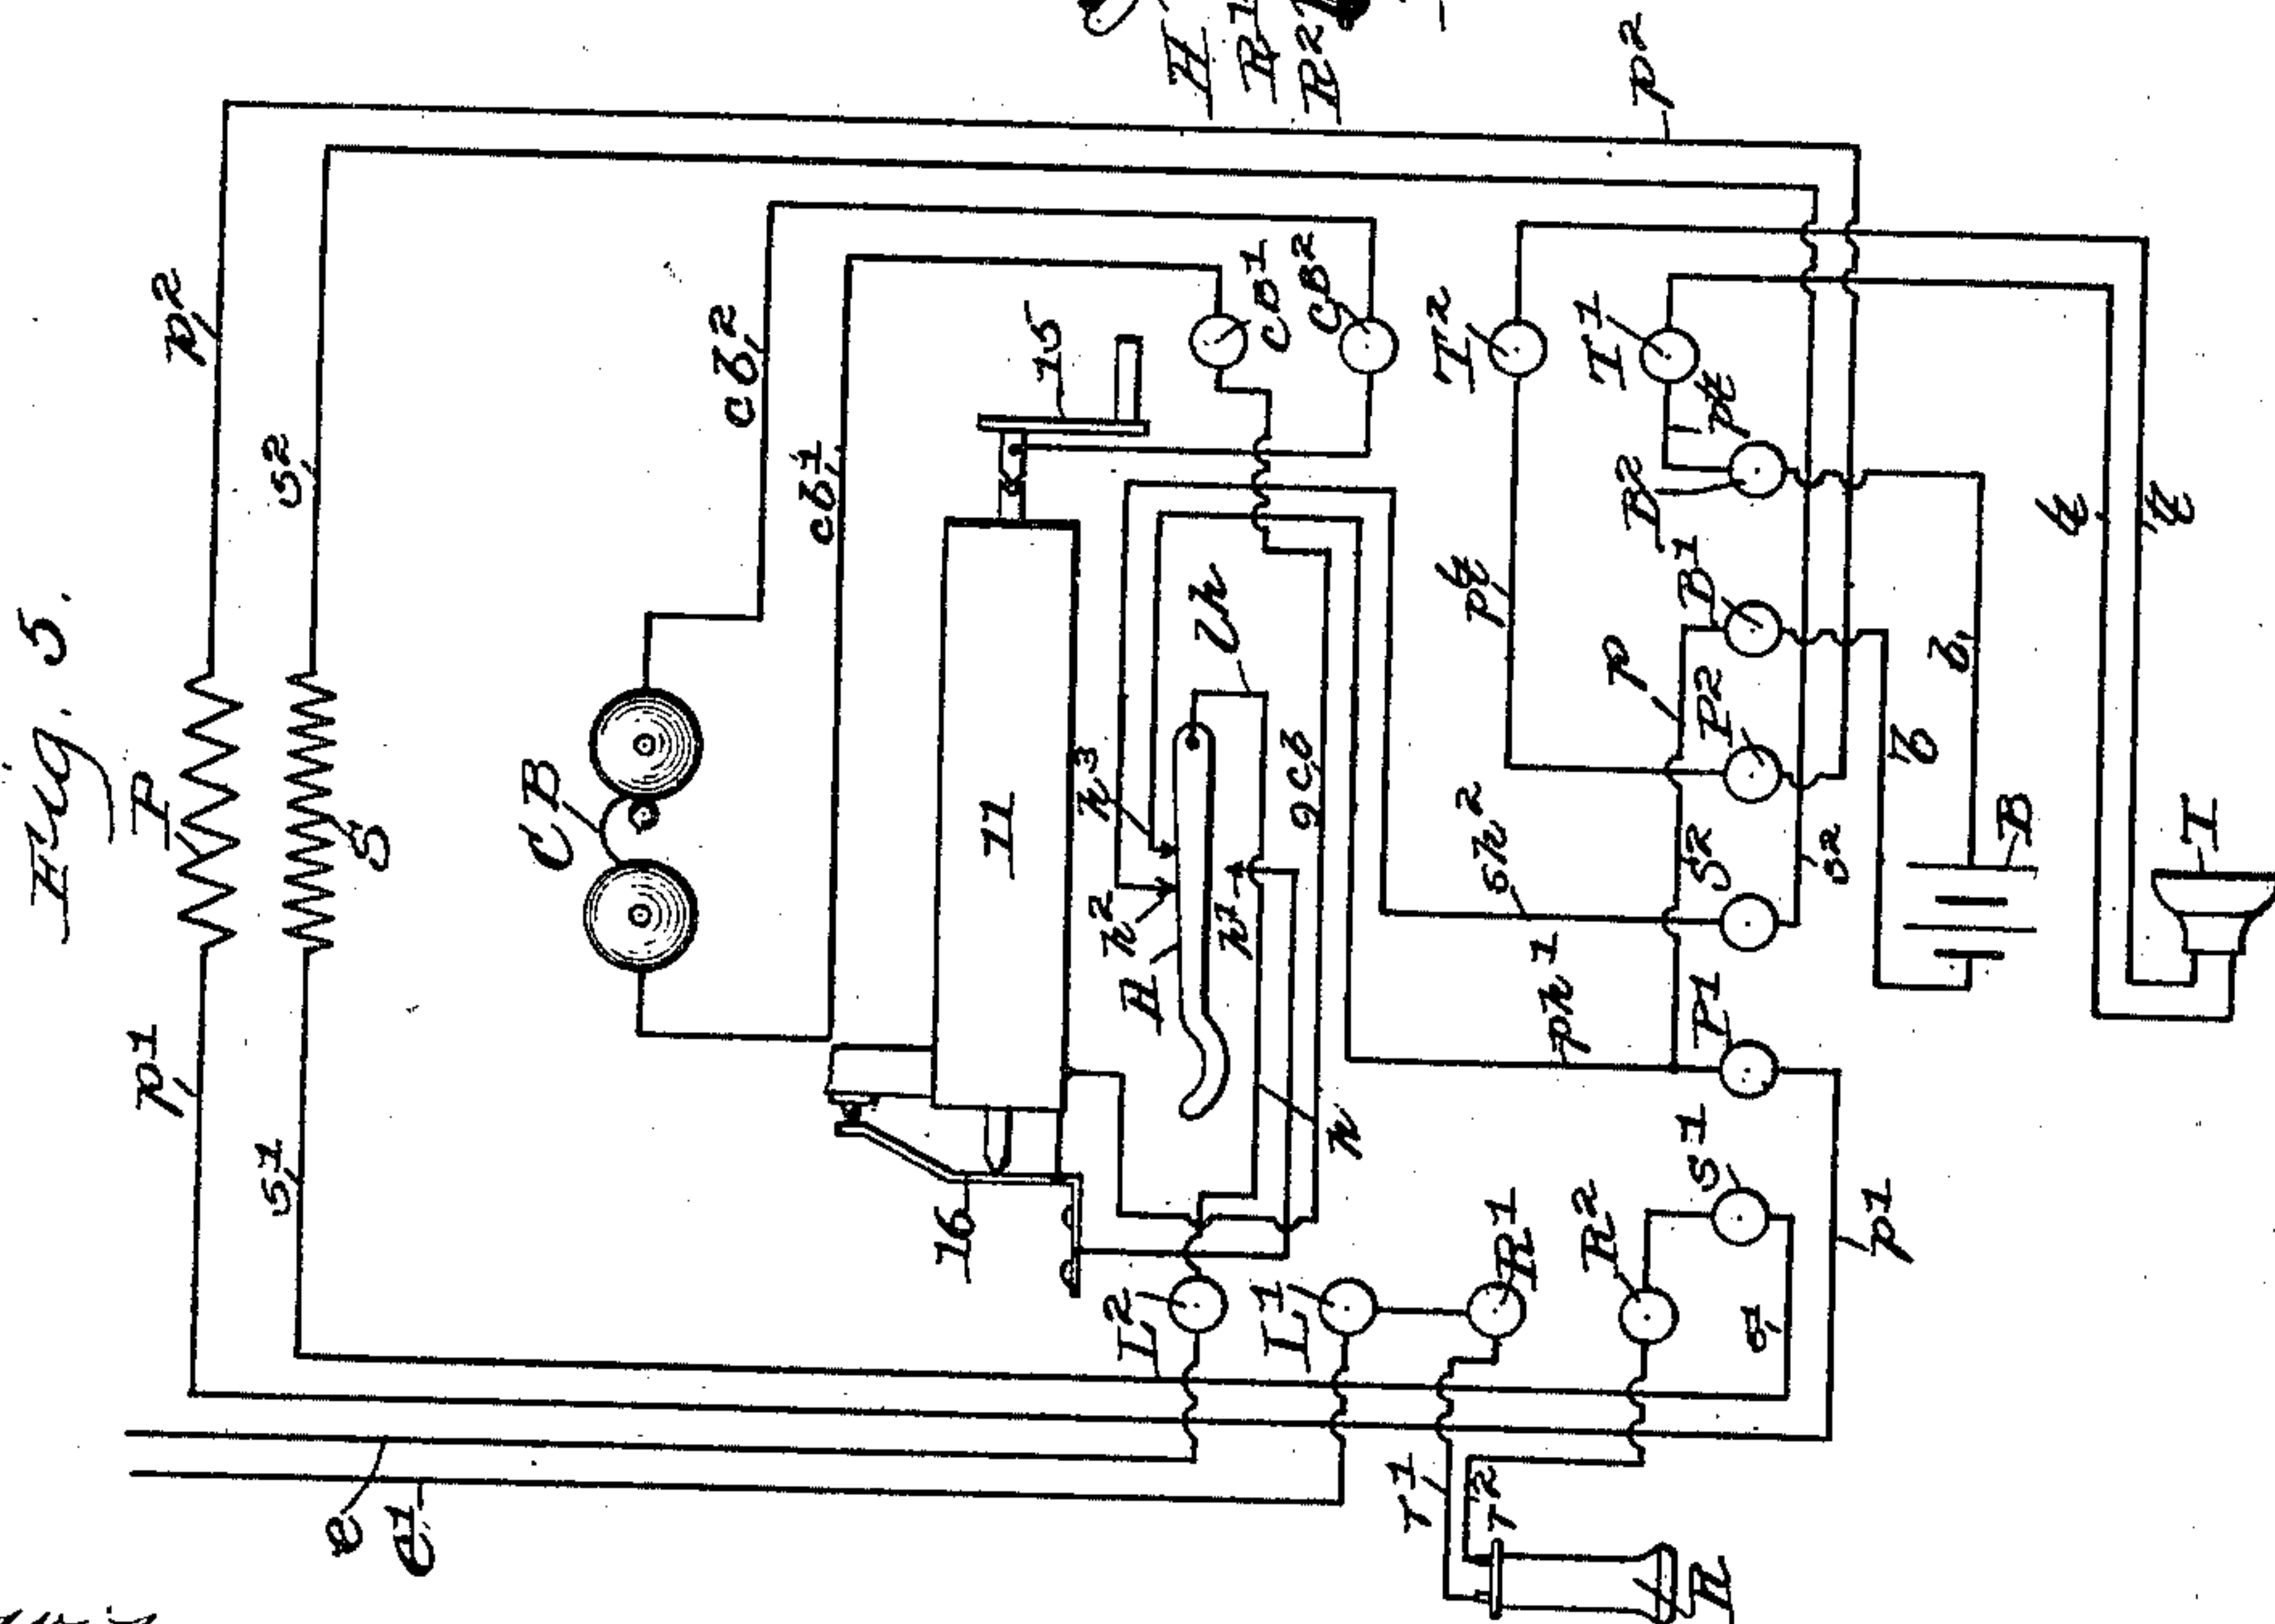 Fig. 5.
P
p1
p2
S
s1
s2
CB
cb2
cb1
11
15
16
h3
h2
H
h1
lh
gcb
h
CB1
CB2
T2
T1
pt
pt
B2
B1
P
P2
S2
sh2
ph1
P1
S1
R2
R1
L2
L1
s1
p1
s2
b
b
B
t
t
T
e
e1
r1
r2
R
p2
H
R1
R2